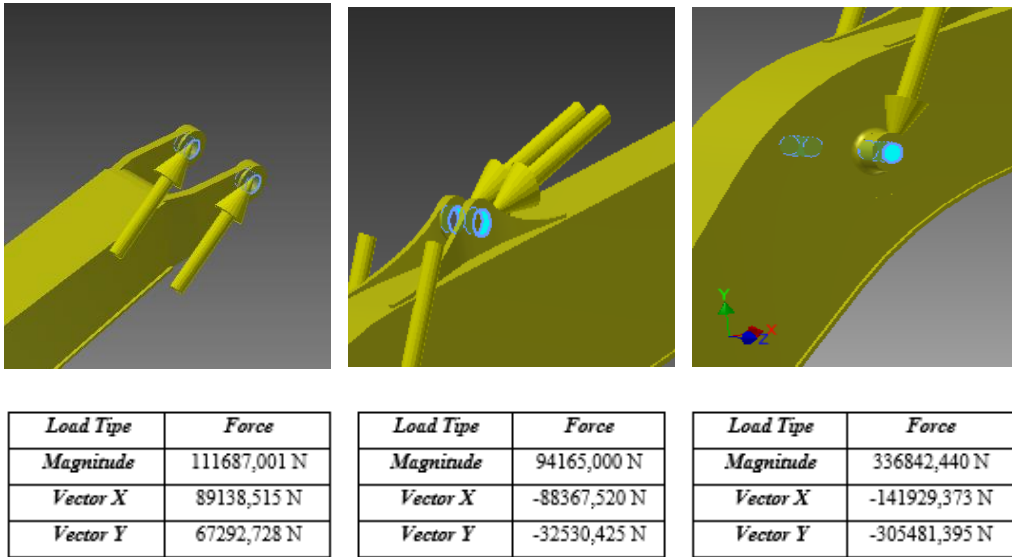 Y
X
Z
Load Tipe Force
Magnitude 111687,001 N
Vector X 89138,515 N
Vector Y 67292,728 N
Load Tipe Force
Magnitude 94165,000 N
Vector X -88367,520 N
Vector Y -32530,425 N
Load Tipe Force
Magnitude 336842,440 N
Vector X -141929,373 N
Vector Y -305481,395 N